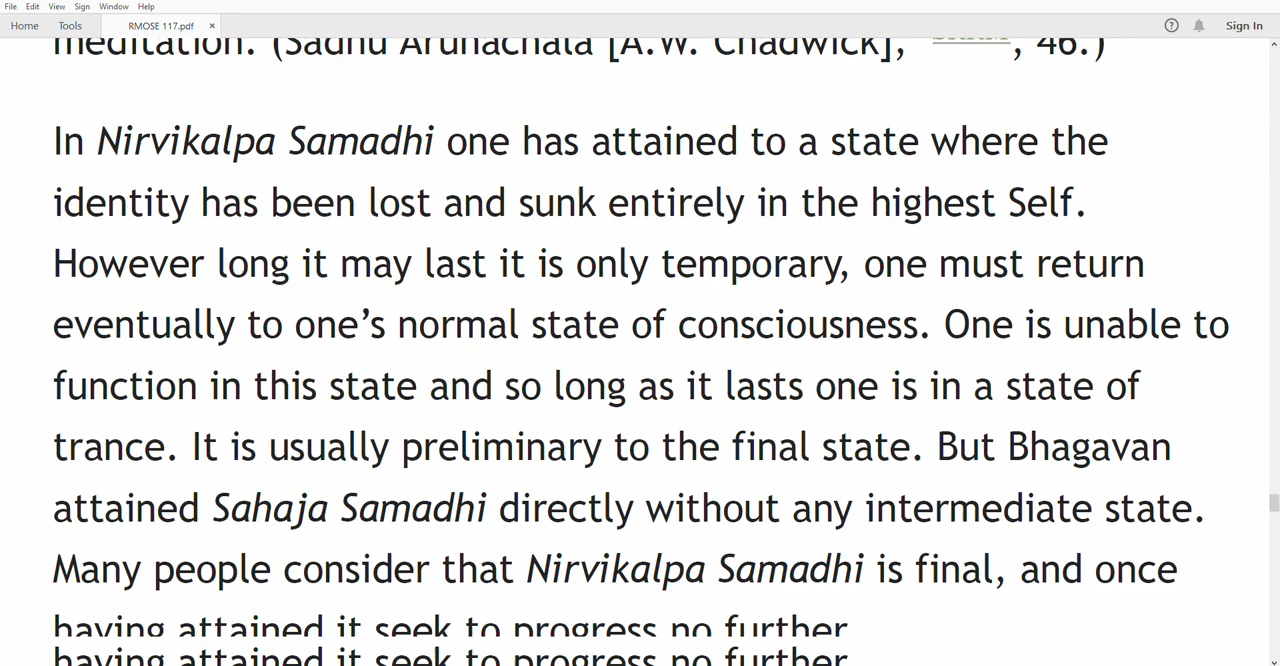 File Edit View Sign Window Help
Home Tools RMOSE 117.pdf × ? Sign In
meditation. (Sadhu Arunachala [A.W. Chadwick], , 46.)
In Nirvikalpa Samadhi one has attained to a state where the
identity has been lost and sunk entirely in the highest Self.
However long it may last it is only temporary, one must return
eventually to one’s normal state of consciousness. One is unable to
function in this state and so long as it lasts one is in a state of
trance. It is usually preliminary to the final state. But Bhagavan
attained Sahaja Samadhi directly without any intermediate state.
Many people consider that Nirvikalpa Samadhi is final, and once
having attained it seek to progress no further
having attained it seek to progress no further